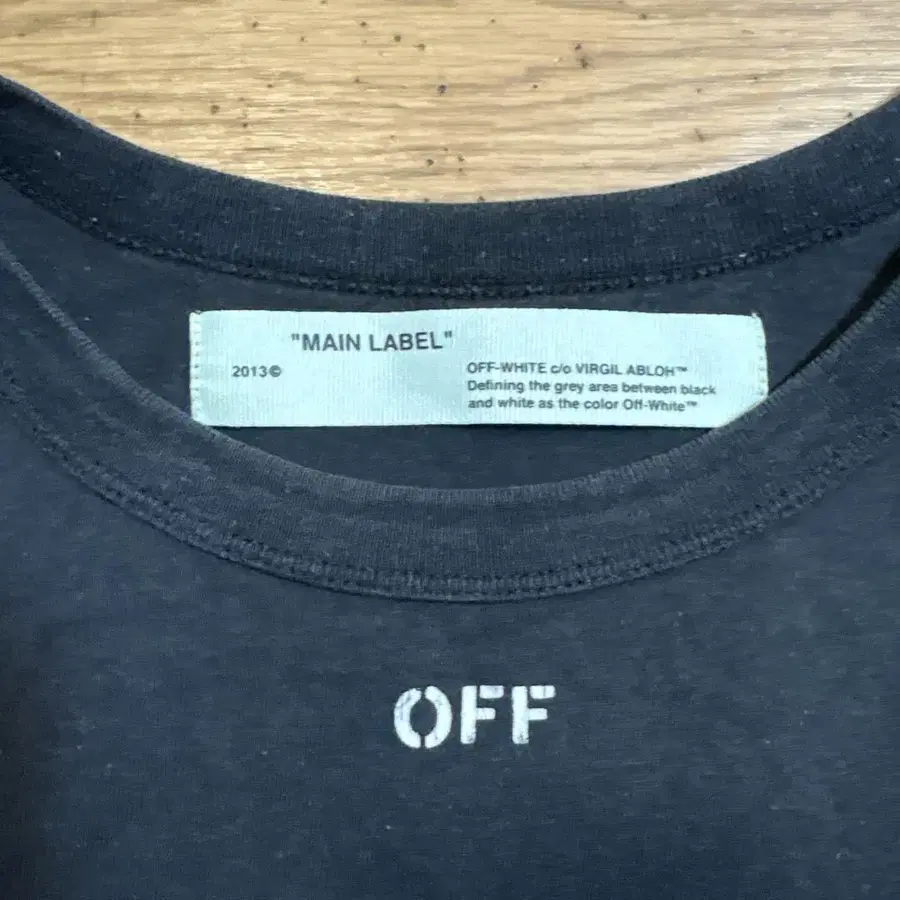 "MAIN LABEL"
2013©
OFF-WHITE c/o VIRGIL ABLOH™
Defining the grey area between black
and white as the color Off-White™
OFF